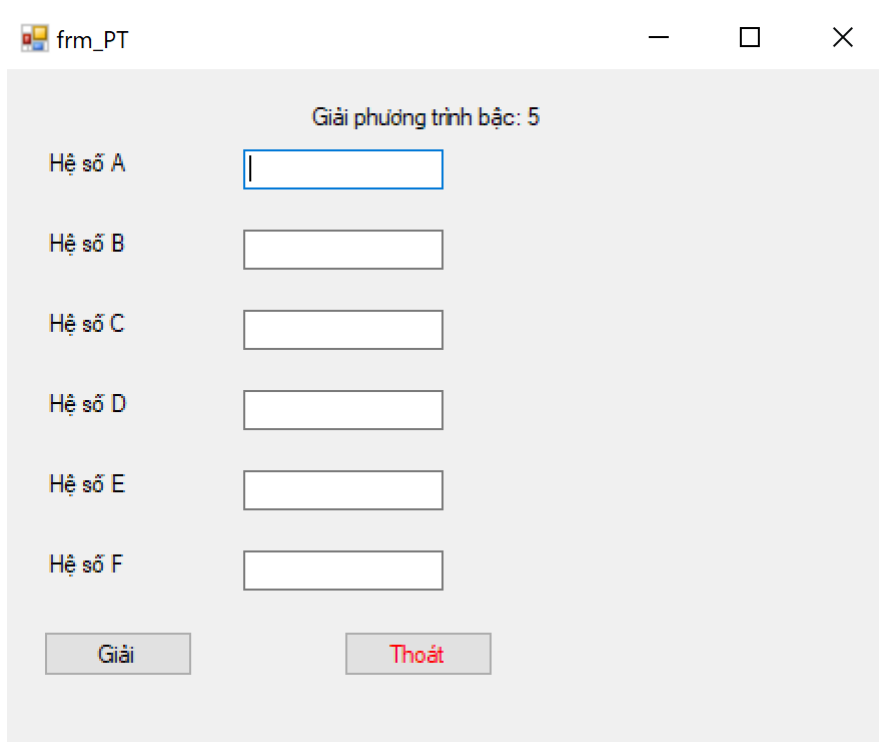 frm_PT
Giải phương trình bậc: 5
Hệ số A
Hệ số B
Hệ số C
Hệ số D
Hệ số E
Hệ số F
Giải
Thoát